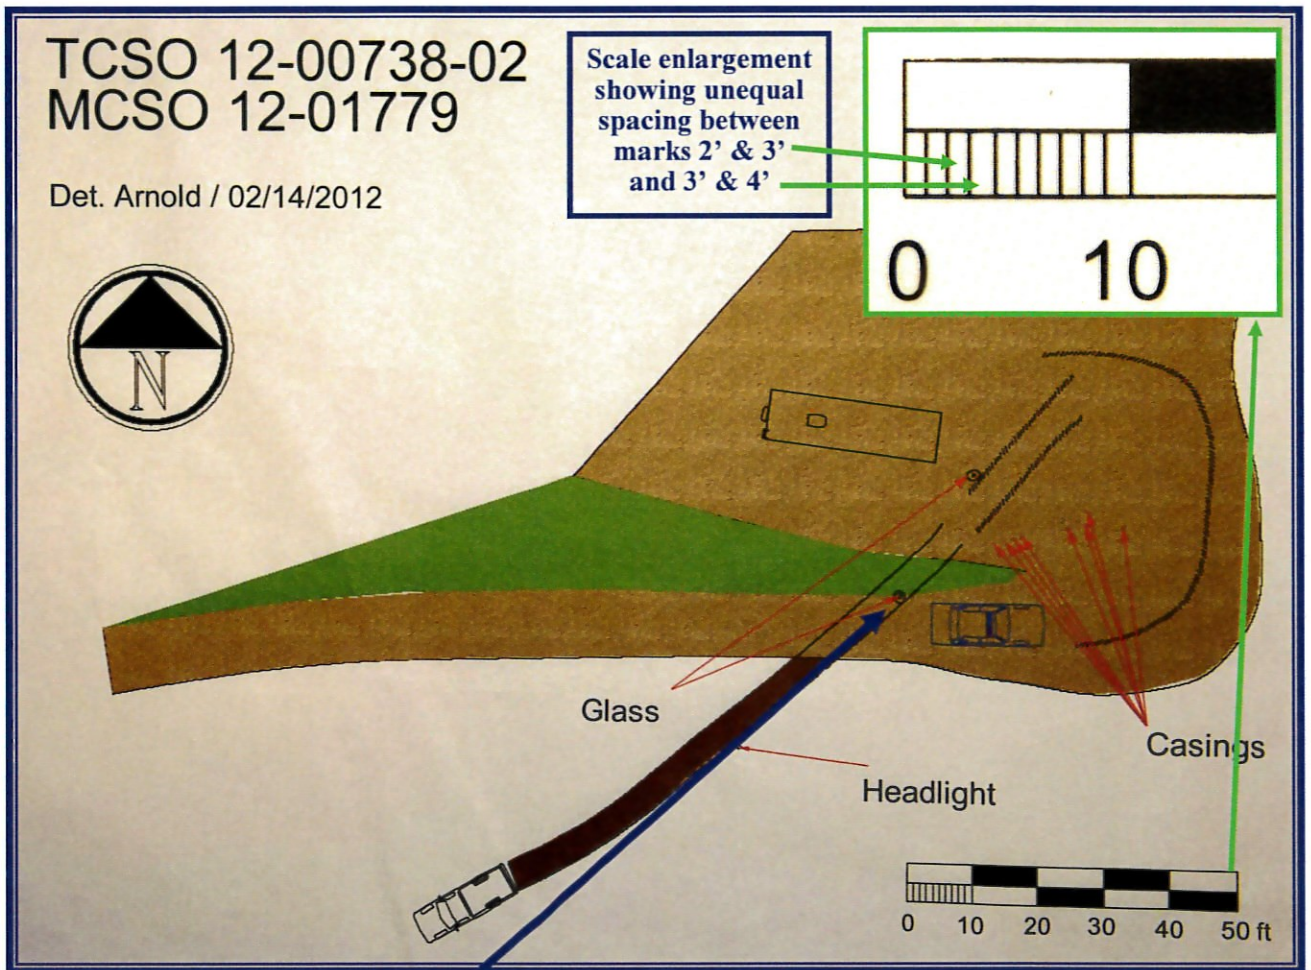 TCSO 12-00738-02
MCSO 12-01779
Det. Arnold / 02/14/2012
Scale enlargement
showing unequal
spacing between
marks 2' & 3'
and 3' & 4'
0 10
N
Glass
Casings
Headlight
0 10 20 30 40 50 ft